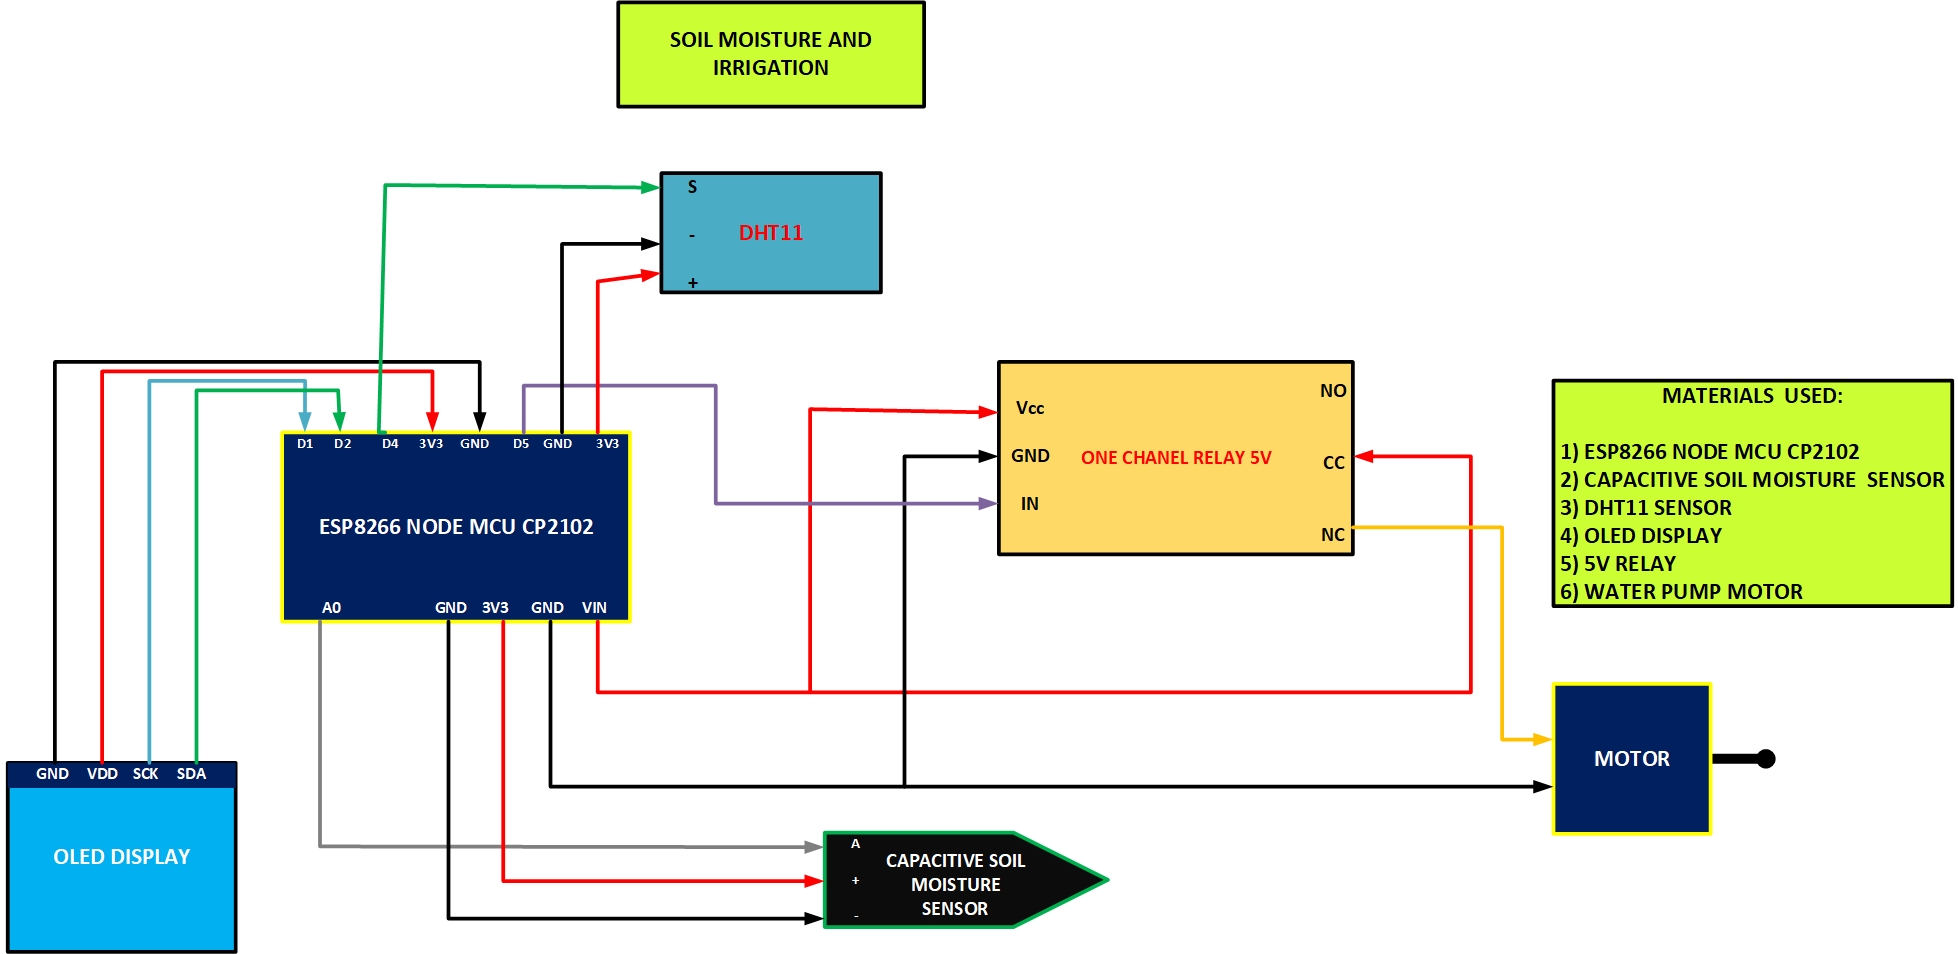 SOIL MOISTURE AND
IRRIGATION
S
-
DHT11
+
D1 D2 D4 3V3 GND D5 GND 3V3
ESP8266 NODE MCU CP2102
A0 GND 3V3 GND VIN
NO
Vcc
GND ONE CHANEL RELAY 5V CC
IN
NC
MATERIALS USED:
1) ESP8266 NODE MCU CP2102
2) CAPACITIVE SOIL MOISTURE SENSOR
3) DHT11 SENSOR
4) OLED DISPLAY
5) 5V RELAY
6) WATER PUMP MOTOR
MOTOR
GND VDD SCK SDA
OLED DISPLAY
A
CAPACITIVE SOIL
+ MOISTURE
SENSOR
-